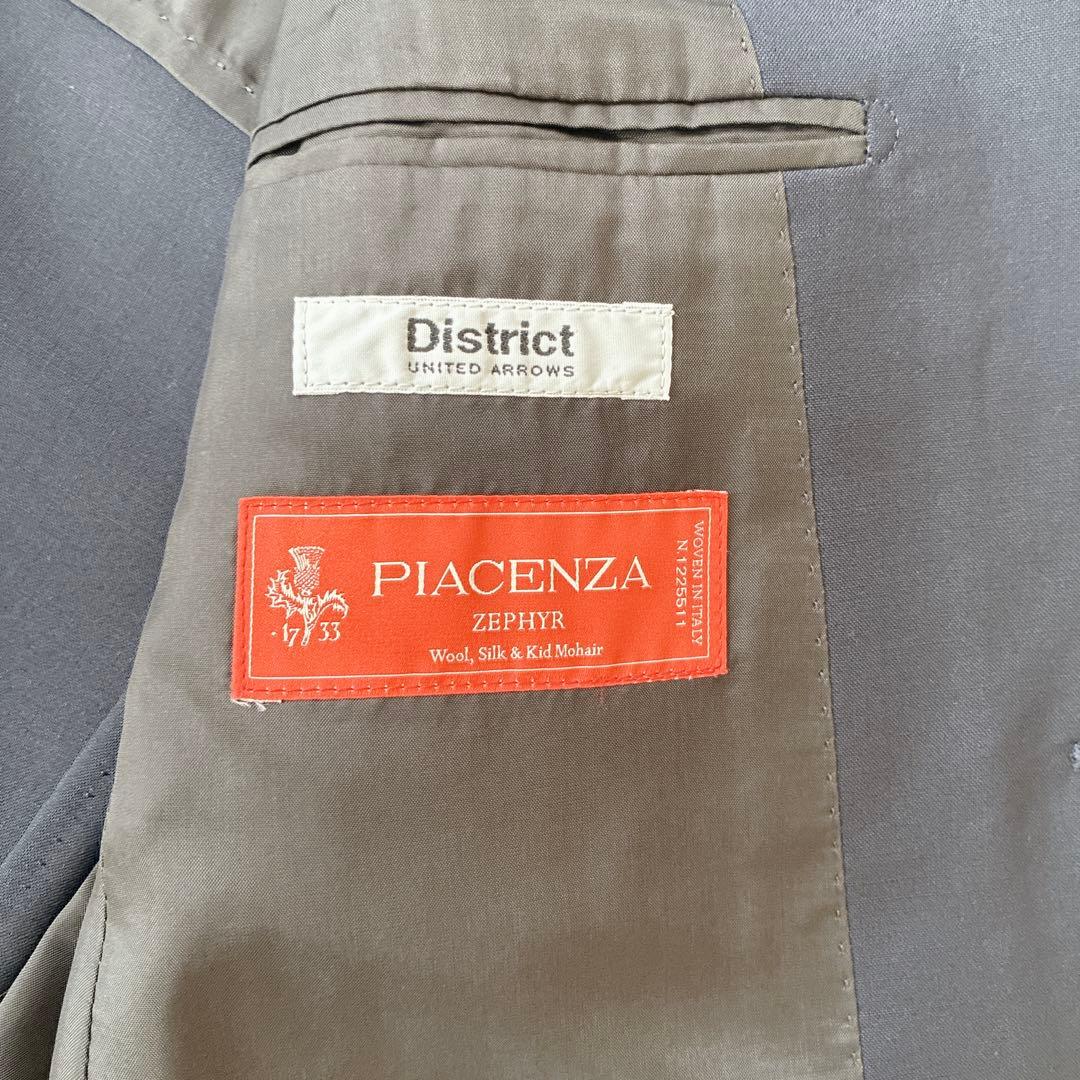 District
UNITED ARROWS
PIACENZA
ZEPHYR
Wool, Silk & Kid Mohair
·17 33
WOVEN IN ITALY
N.1225511